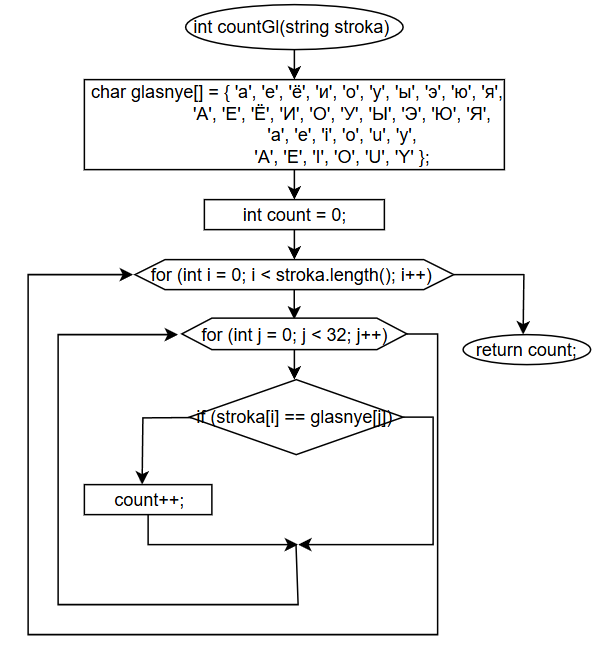 int countGl(string stroka)
char glasnye[] = { 'а', 'е', 'ё', 'и', 'о', 'у', 'ы', 'э', 'ю', 'я',
'А', 'Е', 'Ё', 'И', 'О', 'У', 'Ы', 'Э', 'Ю', 'Я',
'a', 'e', 'i', 'o', 'u', 'y',
'A', 'E', 'I', 'O', 'U', 'Y' };
int count = 0;
for (int i = 0; i < stroka.length(); i++)
for (int j = 0; j < 32; j++)
return count;
if (stroka[i] == glasnye[j])
count++;